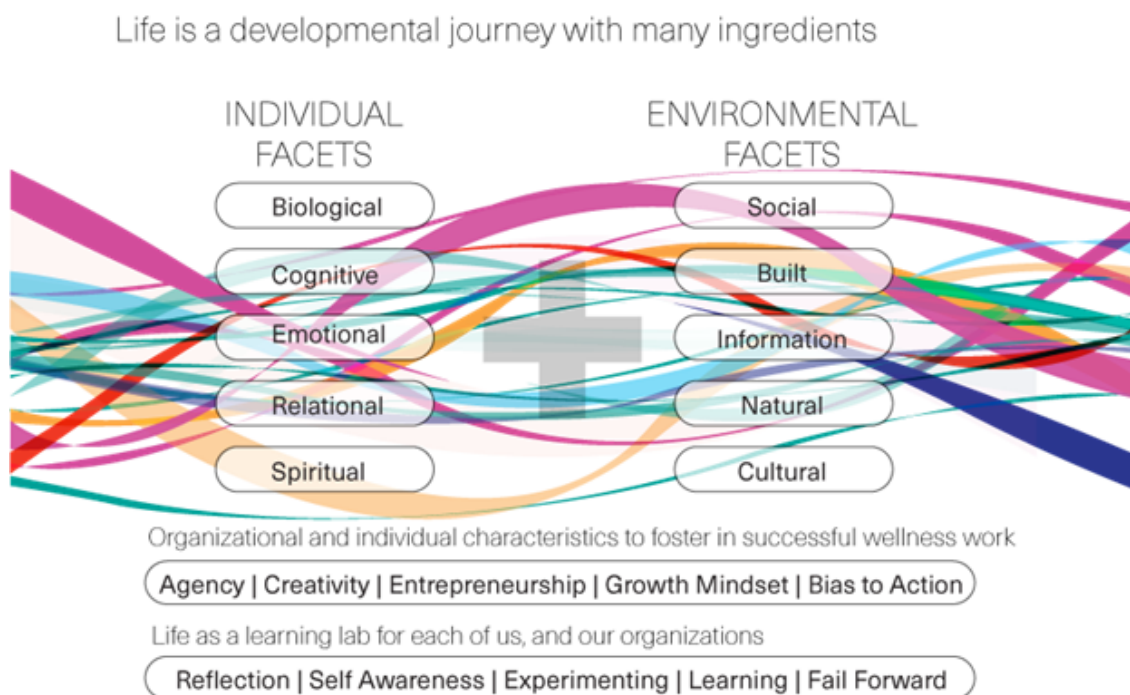 Life is a developmental journey with many ingredients
INDIVIDUAL
FACETS
Biological
Cognitive
Emotional
Relational
Spiritual
ENVIRONMENTAL
FACETS
Social
Built
Information
Natural
Cultural
Organizational and individual characteristics to foster in successful wellness work
Agency | Creativity | Entrepreneurship | Growth Mindset | Bias to Action
Life as a learning lab for each of us, and our organizations
Reflection | Self Awareness | Experimenting | Learning | Fail Forward